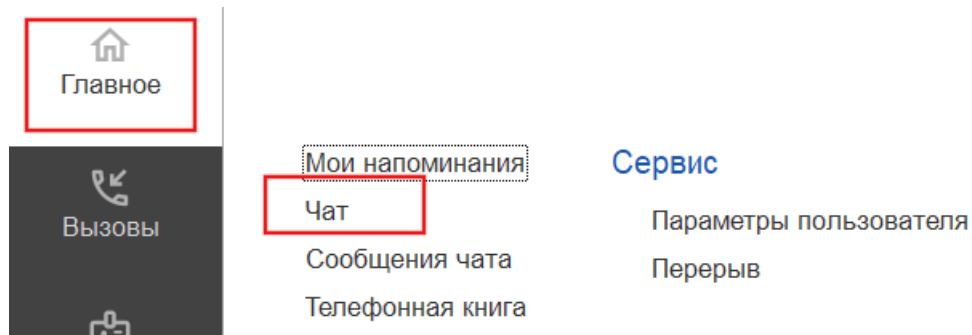 Главное
Вызовы
Мои напоминания
Чат
Сообщения чата
Телефонная книга
Сервис
Параметры пользователя
Перерыв